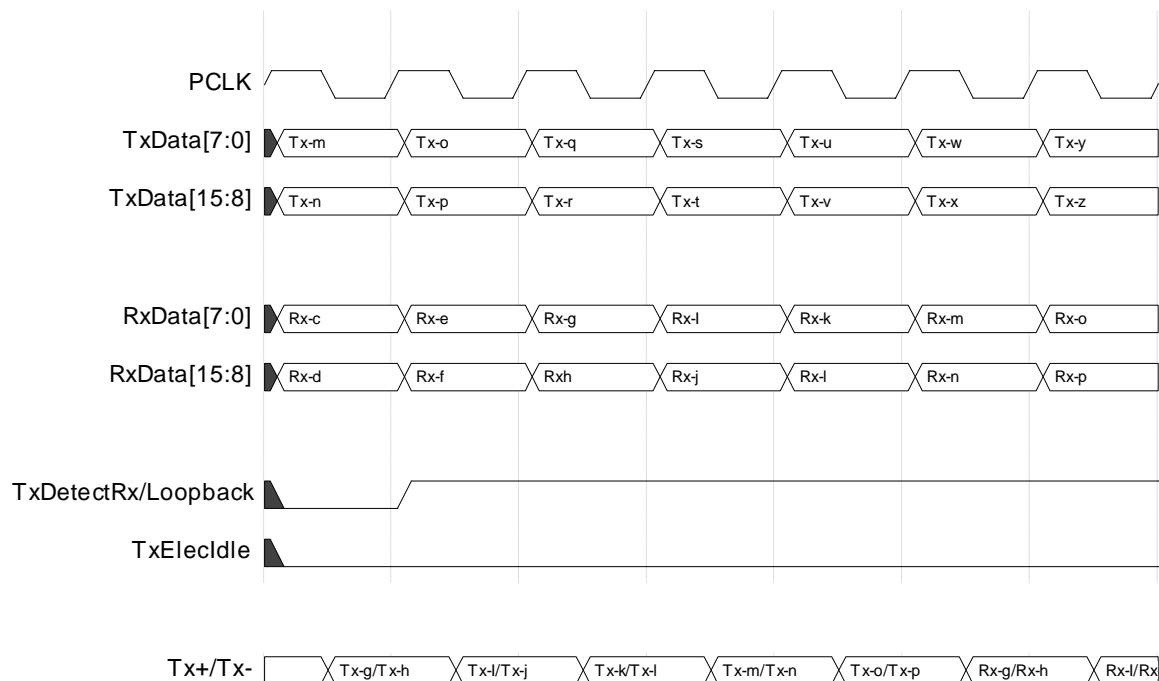 PCLK
TxData[7:0] Tx-m Tx-o Tx-q Tx-s Tx-u Tx-w Tx-y
TxData[15:8] Tx-n Tx-p Tx-r Tx-t Tx-v Tx-x Tx-z
RxData[7:0] Rx-c Rx-e Rx-g Rx-I Rx-k Rx-m Rx-o
RxData[15:8] Rx-d Rx-f Rxh Rx-j Rx-l Rx-n Rx-p
TxDetectRx/Loopback
TxElecIdle
Tx+/Tx- Tx-g/Tx-h Tx-I/Tx-j Tx-k/Tx-l Tx-m/Tx-n Tx-o/Tx-p Rx-g/Rx-h Rx-I/Rx